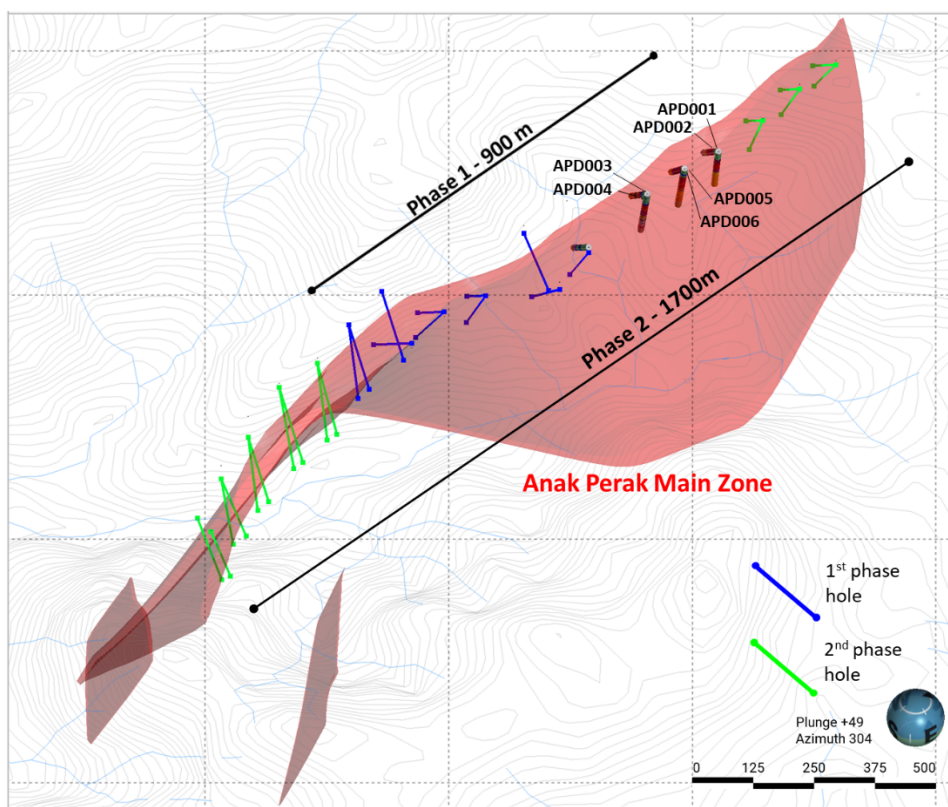 Phase 1 - 900 m
APD001
APD002
APD003
APD004
APD005
APD006
Phase 2 - 1700m
Anak Perak Main Zone
1st phase
hole
2nd phase
hole
Plunge +49
Azimuth 304
E
0 125 250 375 500